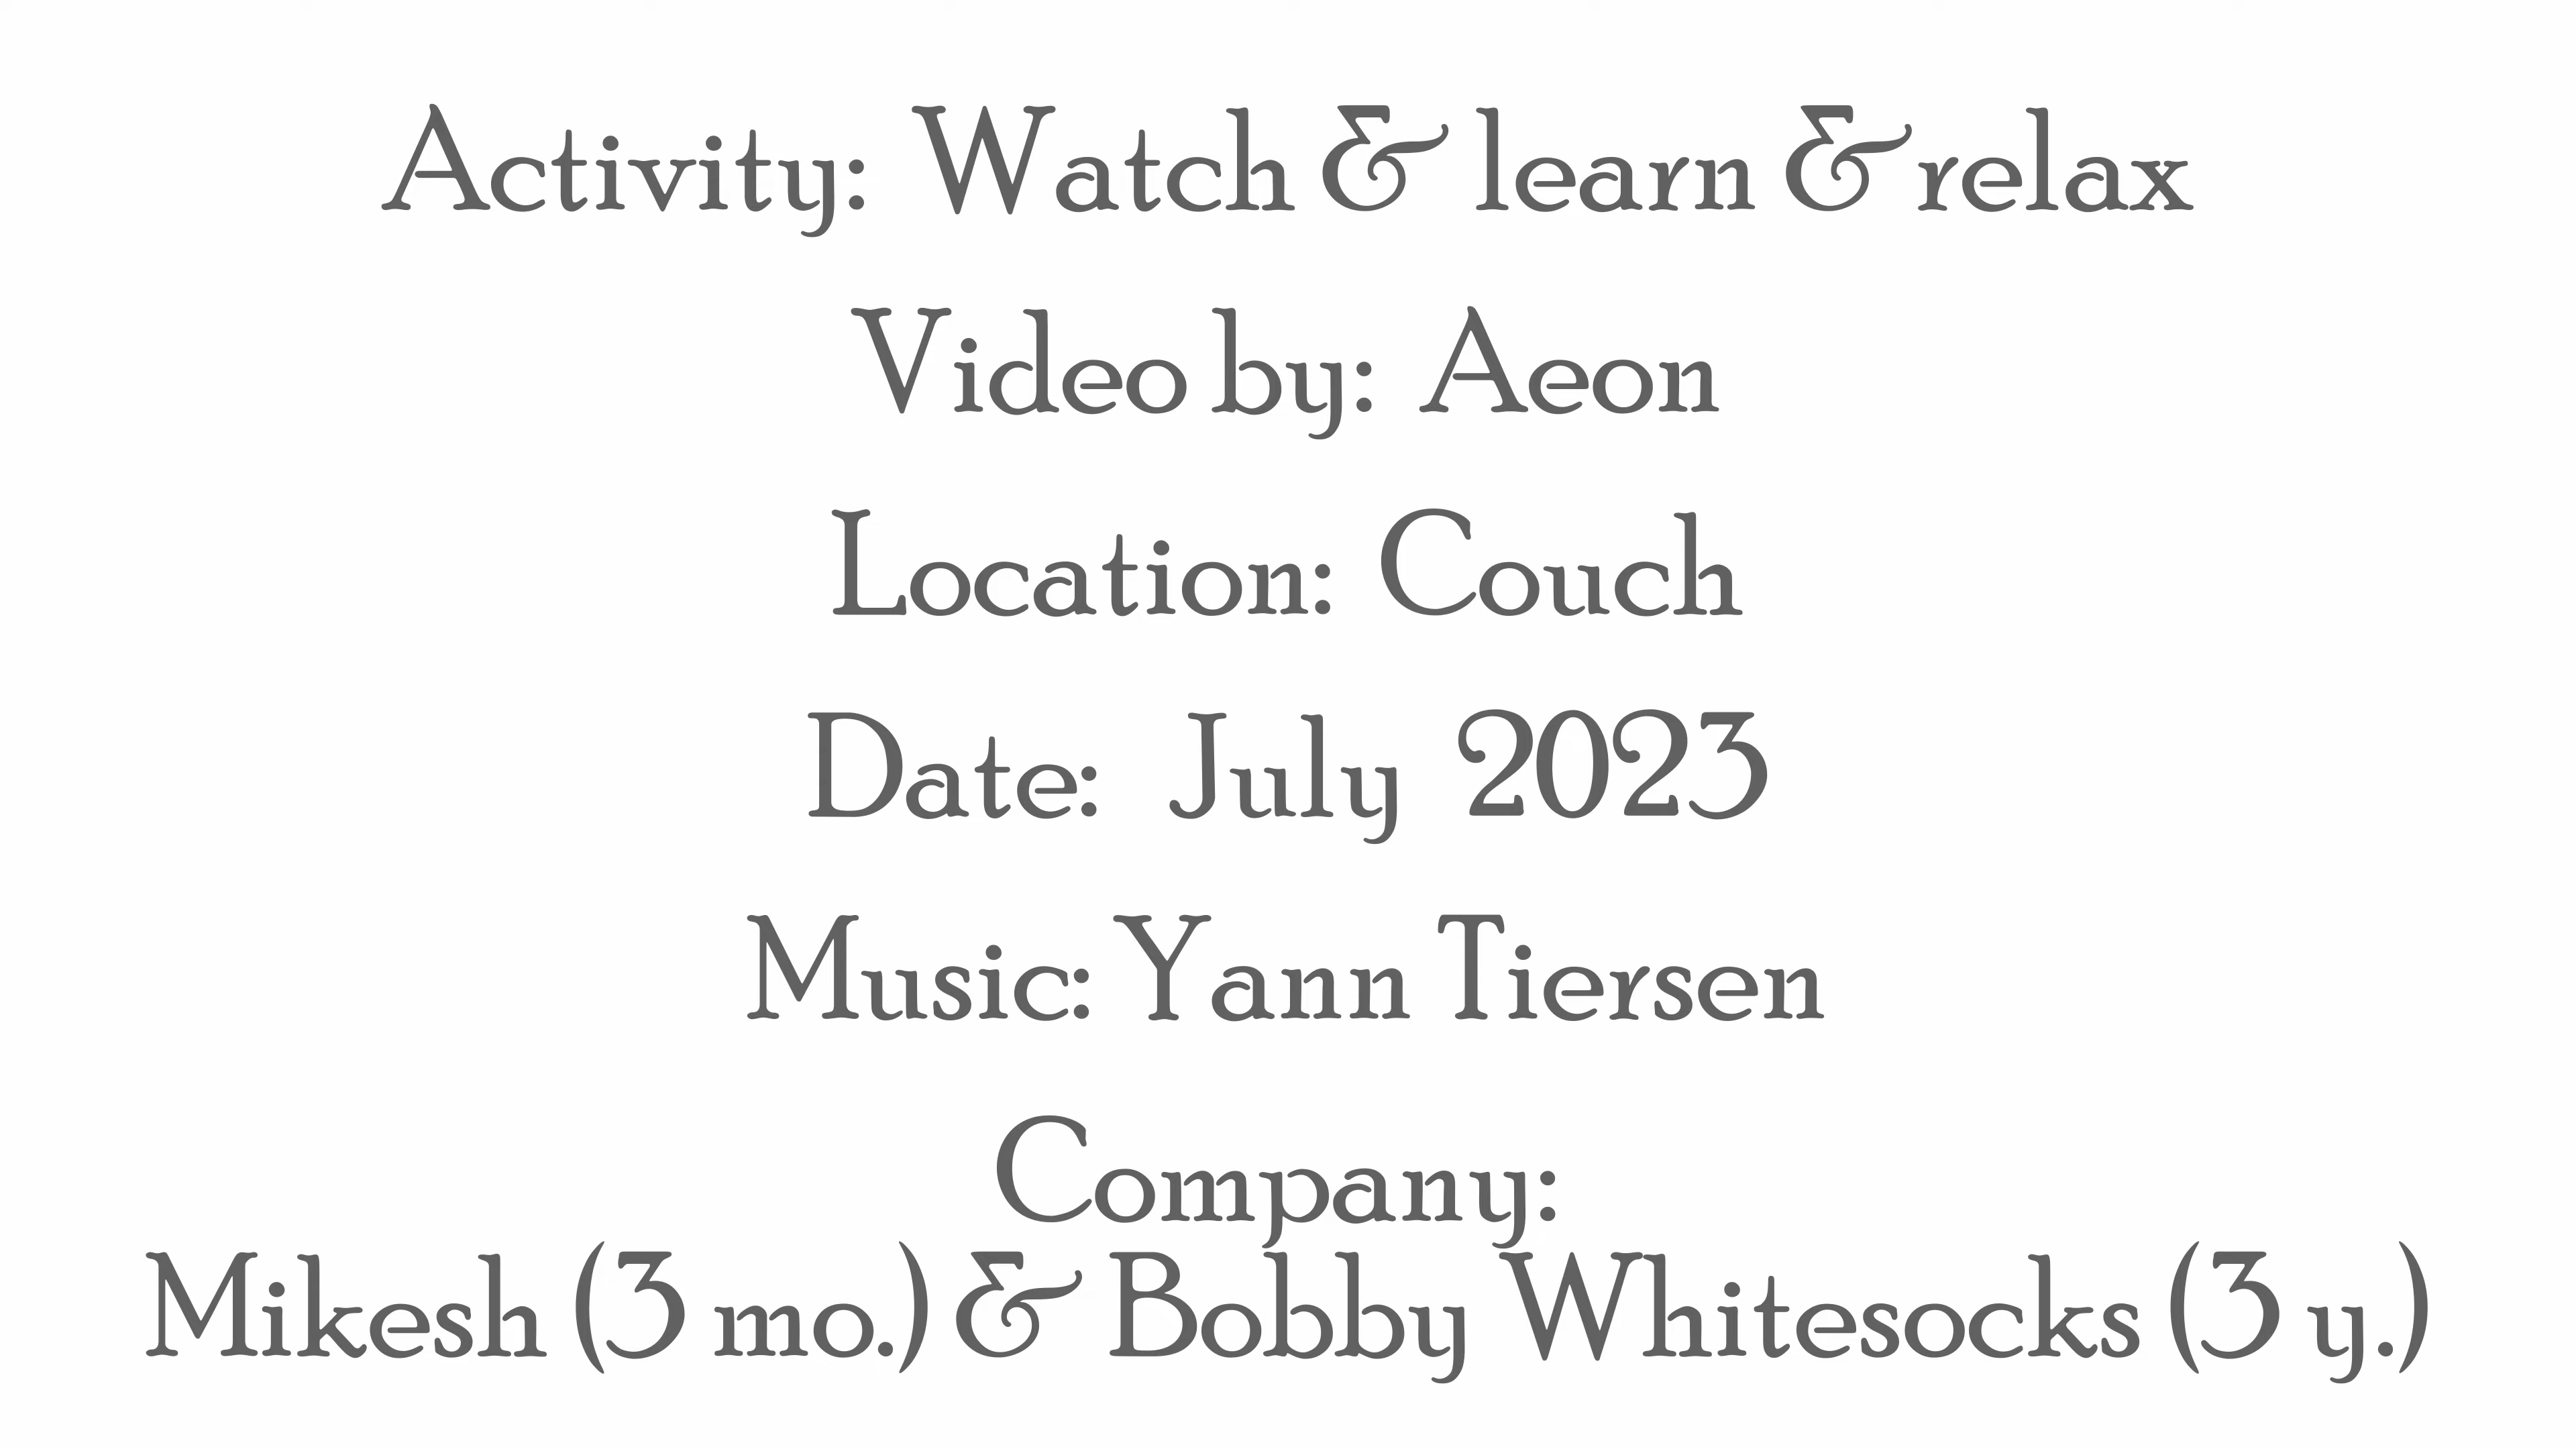 Activity: Watch & learn & relax
Video by: Aeon
Location: Couch
Date: July 2023
Music: Yann Tiersen
Company:
Mikesh (3 mo.) & Bobby Whitesocks (3 y.)